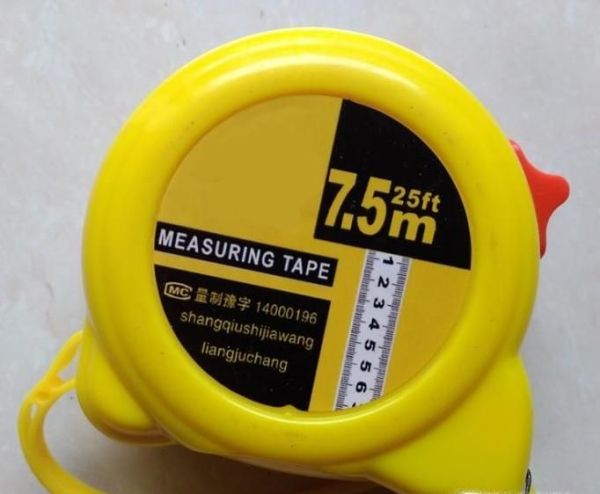 7.5m
25ft
MEASURING TAPE
MC 量制豫字 14000196
shangqiushijiawang
liangjuchang
1 2 3 4 5 6